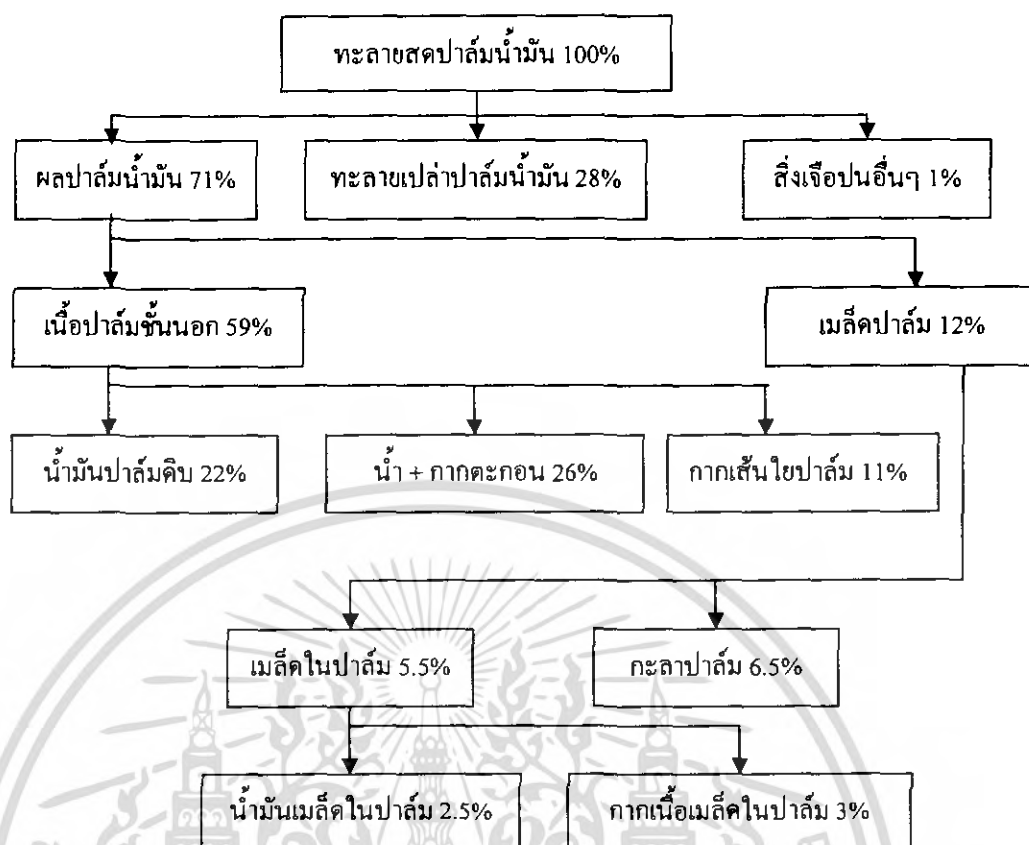 ทะลายสดปาล์มน้ำมัน 100%
ผลปาล์มน้ำมัน 71%
ทะลายเปล่าปาล์มน้ำมัน 28%
สิ่งเจือปนอื่นๆ 1%
เนื้อปาล์มชั้นนอก 59%
เมล็ดปาล์ม 12%
น้ำมันปาล์มดิบ 22%
น้ำ + กากตะกอน 26%
กากเส้นใยปาล์ม 11%
เมล็ดในปาล์ม 5.5%
กะลาปาล์ม 6.5%
น้ำมันเมล็ดในปาล์ม 2.5%
กากเนื้อเมล็ดในปาล์ม 3%